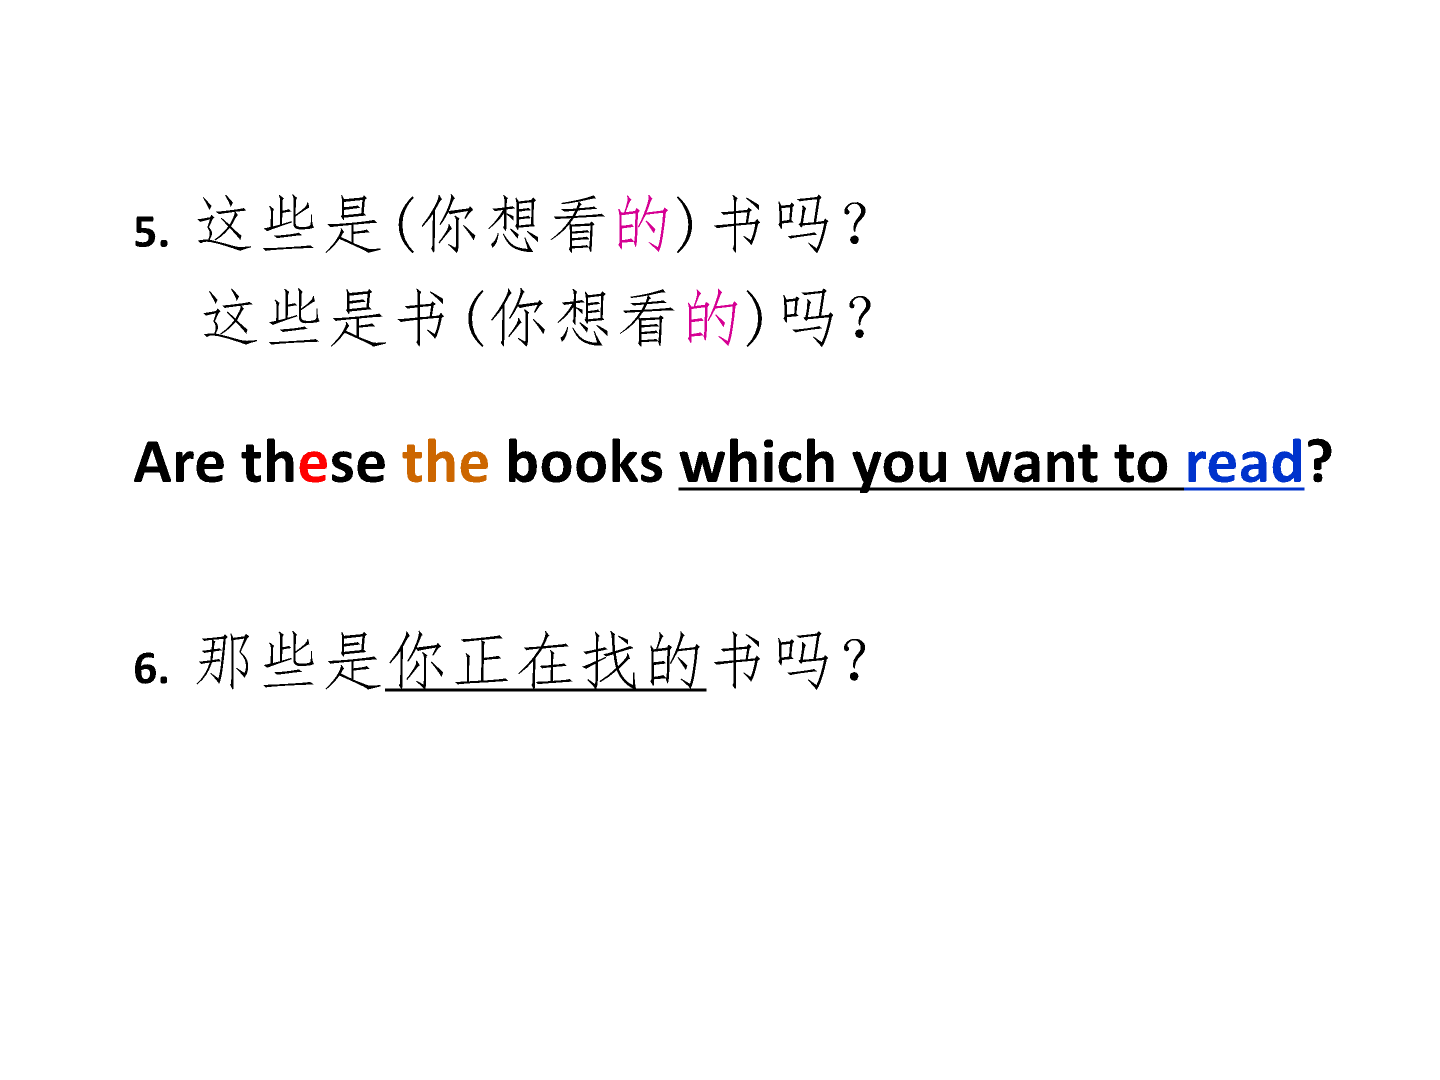 5. 这些是(你想看的)书吗?
这些是书(你想看的)吗?
Are these the books which you want to read?
6. 那些是你正在找的书吗?